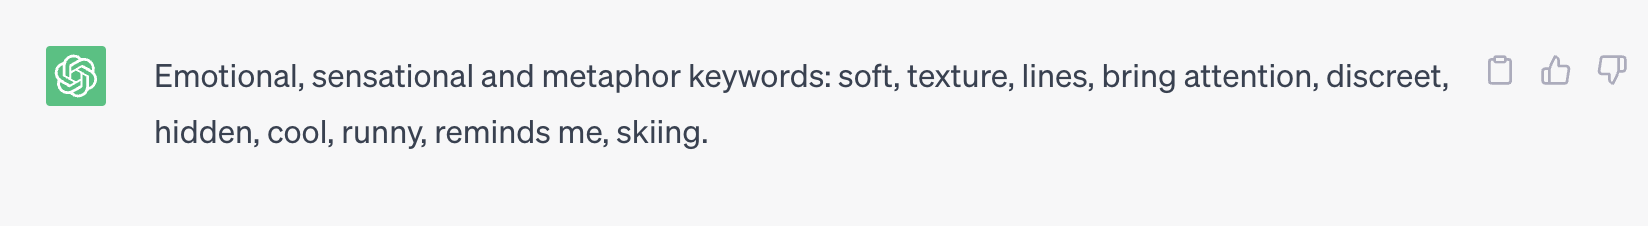 Emotional, sensational and metaphor keywords: soft, texture, lines, bring attention, discreet,
hidden, cool, runny, reminds me, skiing.